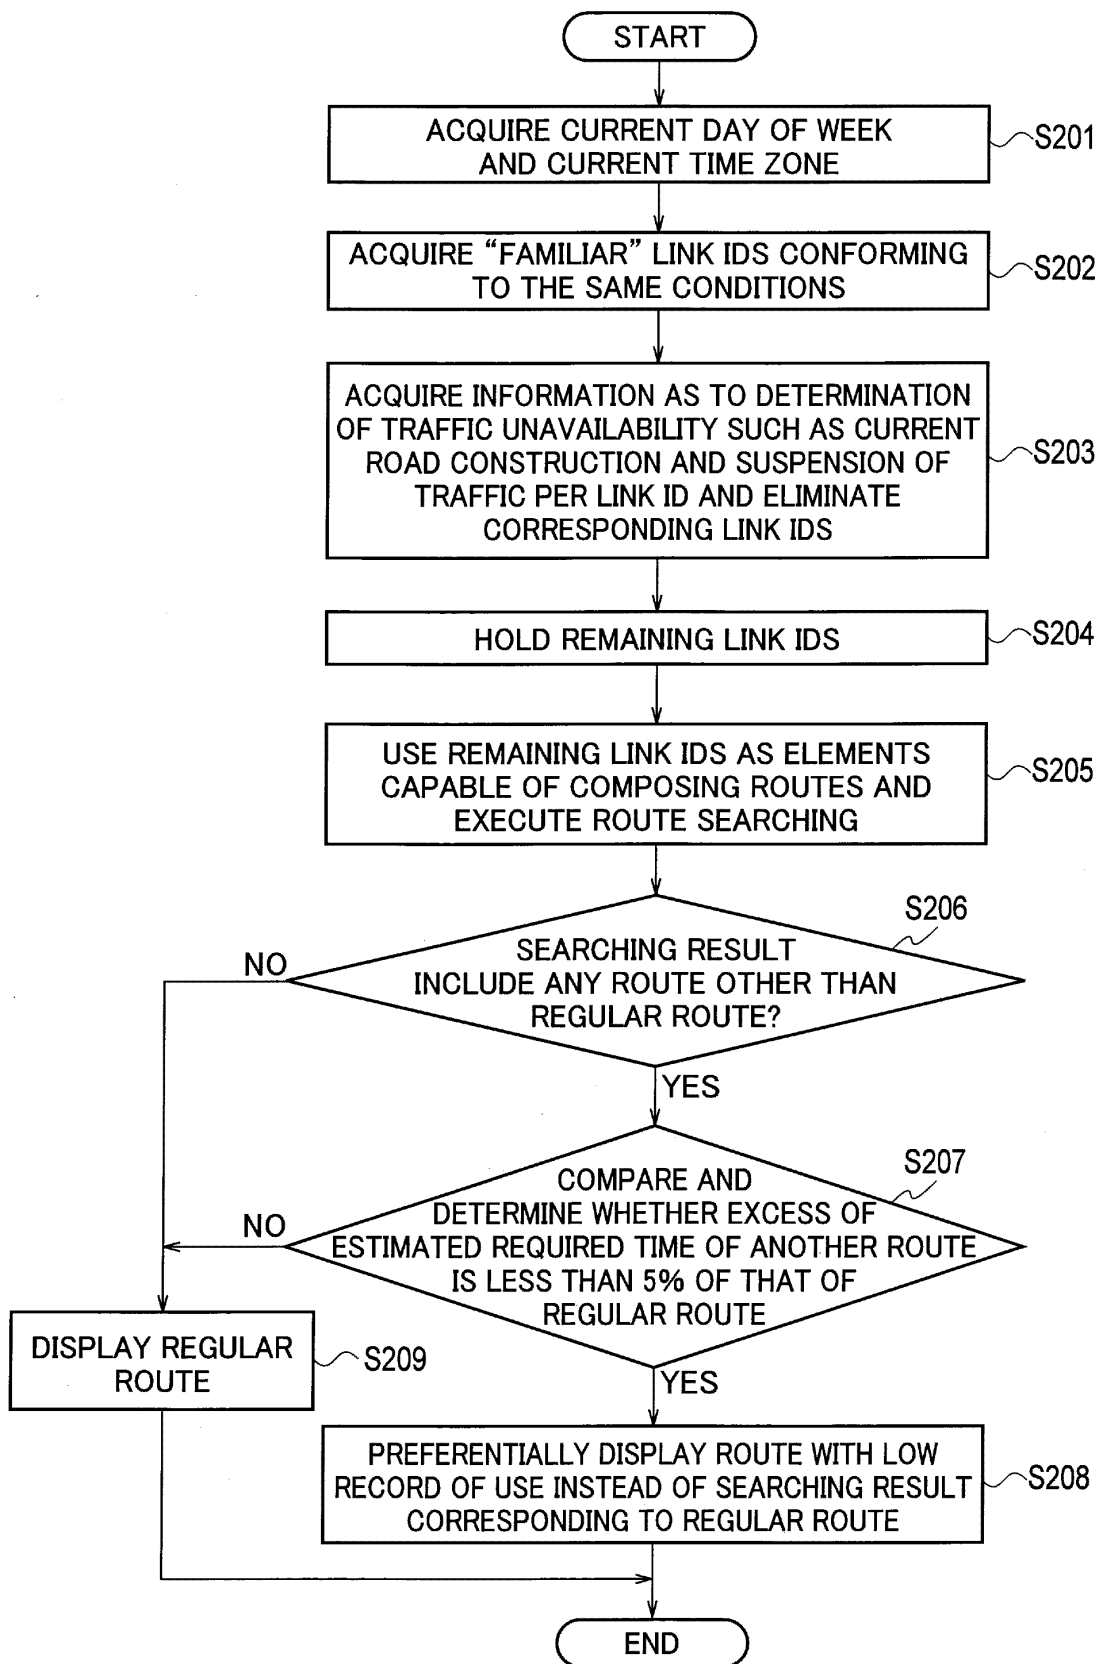 START
ACQUIRE CURRENT DAY OF WEEK
AND CURRENT TIME ZONE
S201
ACQUIRE “FAMILIAR” LINK IDS CONFORMING
TO THE SAME CONDITIONS
S202
ACQUIRE INFORMATION AS TO DETERMINATION
OF TRAFFIC UNAVAILABILITY SUCH AS CURRENT
ROAD CONSTRUCTION AND SUSPENSION OF
TRAFFIC PER LINK ID AND ELIMINATE
CORRESPONDING LINK IDS
S203
HOLD REMAINING LINK IDS
S204
USE REMAINING LINK IDS AS ELEMENTS
CAPABLE OF COMPOSING ROUTES AND
EXECUTE ROUTE SEARCHING
S205
S206
SEARCHING RESULT
INCLUDE ANY ROUTE OTHER THAN
REGULAR ROUTE?
NO
YES
S207
COMPARE AND
DETERMINE WHETHER EXCESS OF
ESTIMATED REQUIRED TIME OF ANOTHER ROUTE
IS LESS THAN 5% OF THAT OF
REGULAR ROUTE
NO
YES
DISPLAY REGULAR
ROUTE
S209
PREFERENTIALLY DISPLAY ROUTE WITH LOW
RECORD OF USE INSTEAD OF SEARCHING RESULT
CORRESPONDING TO REGULAR ROUTE
S208
END